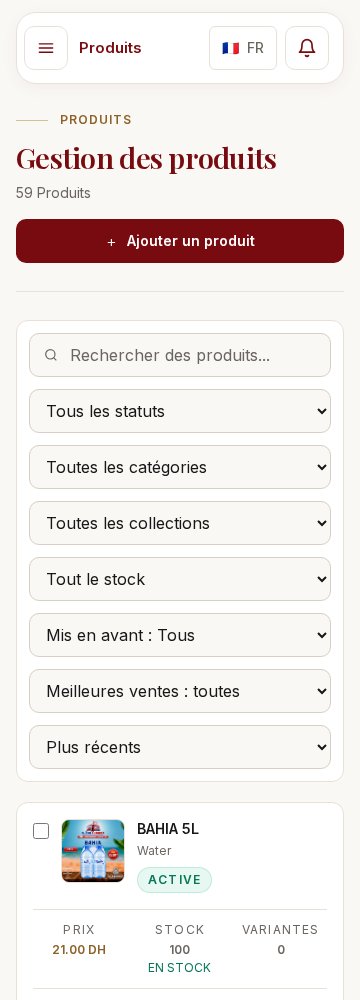 Produits
FR
PRODUITS
Gestion des produits
59 Produits
+ Ajouter un produit
Rechercher des produits...
Tous les statuts
Toutes les catégories
Toutes les collections
Tout le stock
Mis en avant : Tous
Meilleures ventes : toutes
Plus récents
BAHIA 5L
Water
ACTIVE
PRIX STOCK VARIANTES
21.00 DH 100 0
EN STOCK
BAHIA